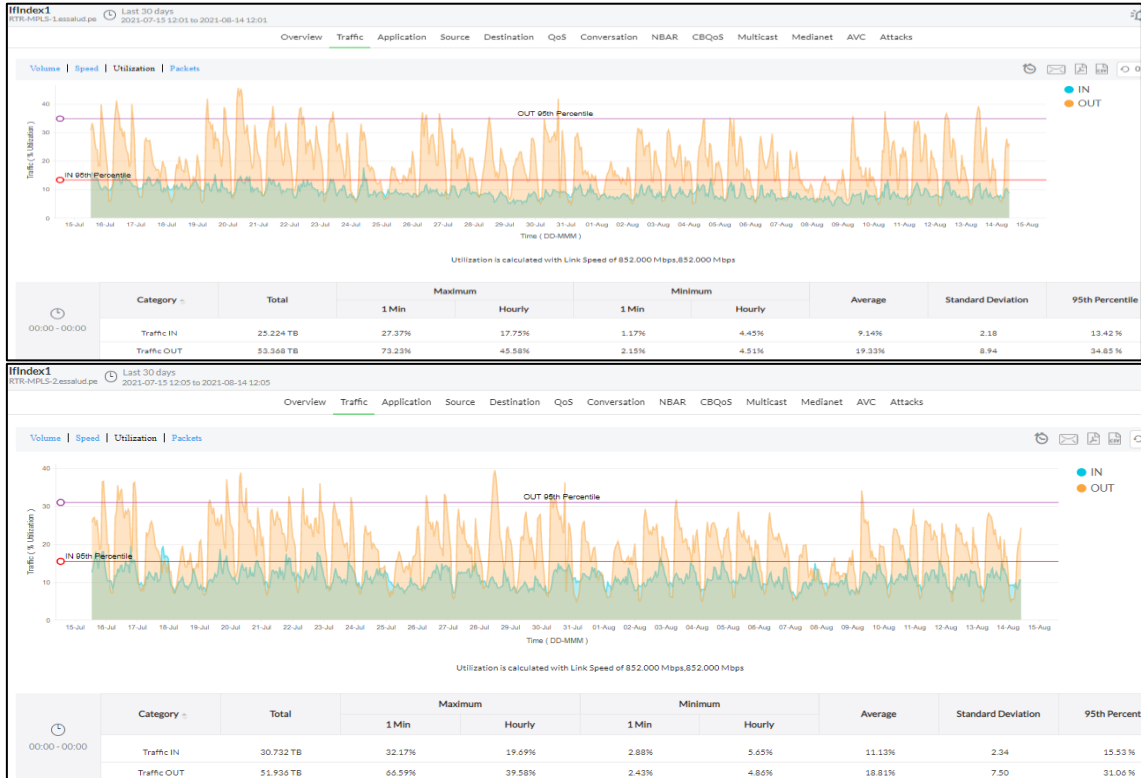 IfIndex1
RTR-MPLS-1.essalud.pe
Last 30 days
2021-07-15 12:01 to 2021-08-14 12:01
Overview Traffic Application Source Destination QoS Conversation NBAR CBQoS Multicast Medianet AVC Attacks
Volume | Speed | Utilization | Packets
IN
OUT
OUT 95th Percentile
IN 95th Percentile
Traffic ( % Utilization )
40
30
20
10
0
15-Jul 16-Jul 17-Jul 18-Jul 19-Jul 20-Jul 21-Jul 22-Jul 23-Jul 24-Jul 25-Jul 26-Jul 27-Jul 28-Jul 29-Jul 30-Jul 31-Jul 01-Aug 02-Aug 03-Aug 04-Aug 05-Aug 06-Aug 07-Aug 08-Aug 09-Aug 10-Aug 11-Aug 12-Aug 13-Aug 14-Aug 15-Aug
Time ( DD-MMM )
Utilization is calculated with Link Speed of 852.000 Mbps,852.000 Mbps
00:00 - 00:00
Category Total Maximum Minimum Average Standard Deviation 95th Percentile
1 Min Hourly 1 Min Hourly
Traffic IN 25.224 TB 27.37% 17.75% 1.17% 4.45% 9.14% 2.18 13.42 %
Traffic OUT 53.368 TB 73.23% 45.58% 2.15% 4.51% 19.33% 8.94 34.85 %
IfIndex1
RTR-MPLS-2.essalud.pe
Last 30 days
2021-07-15 12:05 to 2021-08-14 12:05
Overview Traffic Application Source Destination QoS Conversation NBAR CBQoS Multicast Medianet AVC Attacks
Volume | Speed | Utilization | Packets
IN
OUT
OUT 95th Percentile
IN 95th Percentile
Traffic ( % Utilization )
40
30
20
10
0
15-Jul 16-Jul 17-Jul 18-Jul 19-Jul 20-Jul 21-Jul 22-Jul 23-Jul 24-Jul 25-Jul 26-Jul 27-Jul 28-Jul 29-Jul 30-Jul 31-Jul 01-Aug 02-Aug 03-Aug 04-Aug 05-Aug 06-Aug 07-Aug 08-Aug 09-Aug 10-Aug 11-Aug 12-Aug 13-Aug 14-Aug 15-Aug
Time ( DD-MMM )
Utilization is calculated with Link Speed of 852.000 Mbps,852.000 Mbps
00:00 - 00:00
Category Total Maximum Minimum Average Standard Deviation 95th Percent
1 Min Hourly 1 Min Hourly
Traffic IN 30.732 TB 32.17% 19.69% 2.88% 5.65% 11.13% 2.34 15.53 %
Traffic OUT 51.936 TB 66.59% 39.58% 2.43% 4.86% 18.81% 7.50 31.06 %